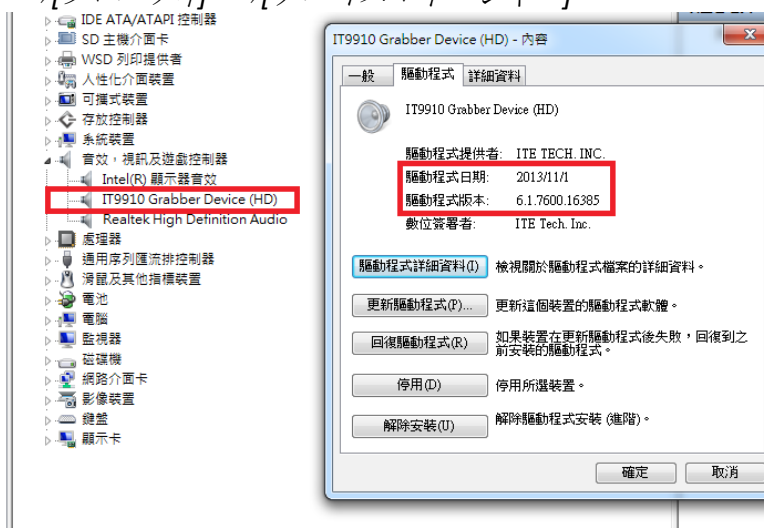 IDE ATA/ATAPI 控制器
SD 主機介面卡
WSD 列印提供者
人性化介面裝置
可攜式裝置
存放控制器
系統裝置
音效，視訊及遊戲控制器
Intel(R) 顯示器音效
IT9910 Grabber Device (HD)
Realtek High Definition Audio
處理器
通用序列匯流排控制器
滑鼠及其他指標裝置
電池
電腦
監視器
磁碟機
網路介面卡
影像裝置
鍵盤
顯示卡
IT9910 Grabber Device (HD) - 內容
一般 驅動程式 詳細資料
IT9910 Grabber Device (HD)
驅動程式提供者: ITE TECH. INC.
驅動程式日期: 2013/11/1
驅動程式版本: 6.1.7600.16385
數位簽署者: ITE Tech. Inc.
驅動程式詳細資料(I) 檢視關於驅動程式檔案的詳細資料。
更新驅動程式(P)... 更新這個裝置的驅動程式軟體。
回復驅動程式(R) 如果裝置在更新驅動程式後失敗，回復到之
前安裝的驅動程式。
停用(D) 停用所選裝置。
解除安裝(U) 解除驅動程式安裝 (進階)。
確定 取消